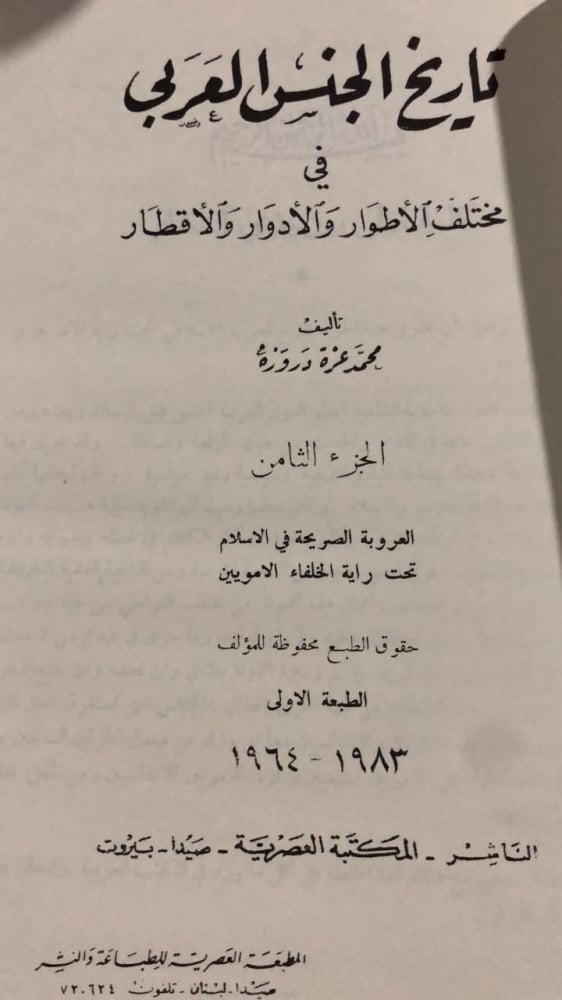 تاريخ الجنس العربي
في
مختلف الأطوار والأدوار والأقطار
تأليف
محمد عزة دروزة
الجزء الثامن
العروبة الصريحة في الاسلام
تحت راية الخلفاء الامويين
حقوق الطبع محفوظة للمؤلف
الطبعة الاولى
١٩٨٣ - ١٩٦٤
الناشر - المكتبة العصرية - صيدا - بيروت
المطبعة العصرية للطباعة والنشر
صيدا - لبنان - تلفون ٧٢٠٦٢٤